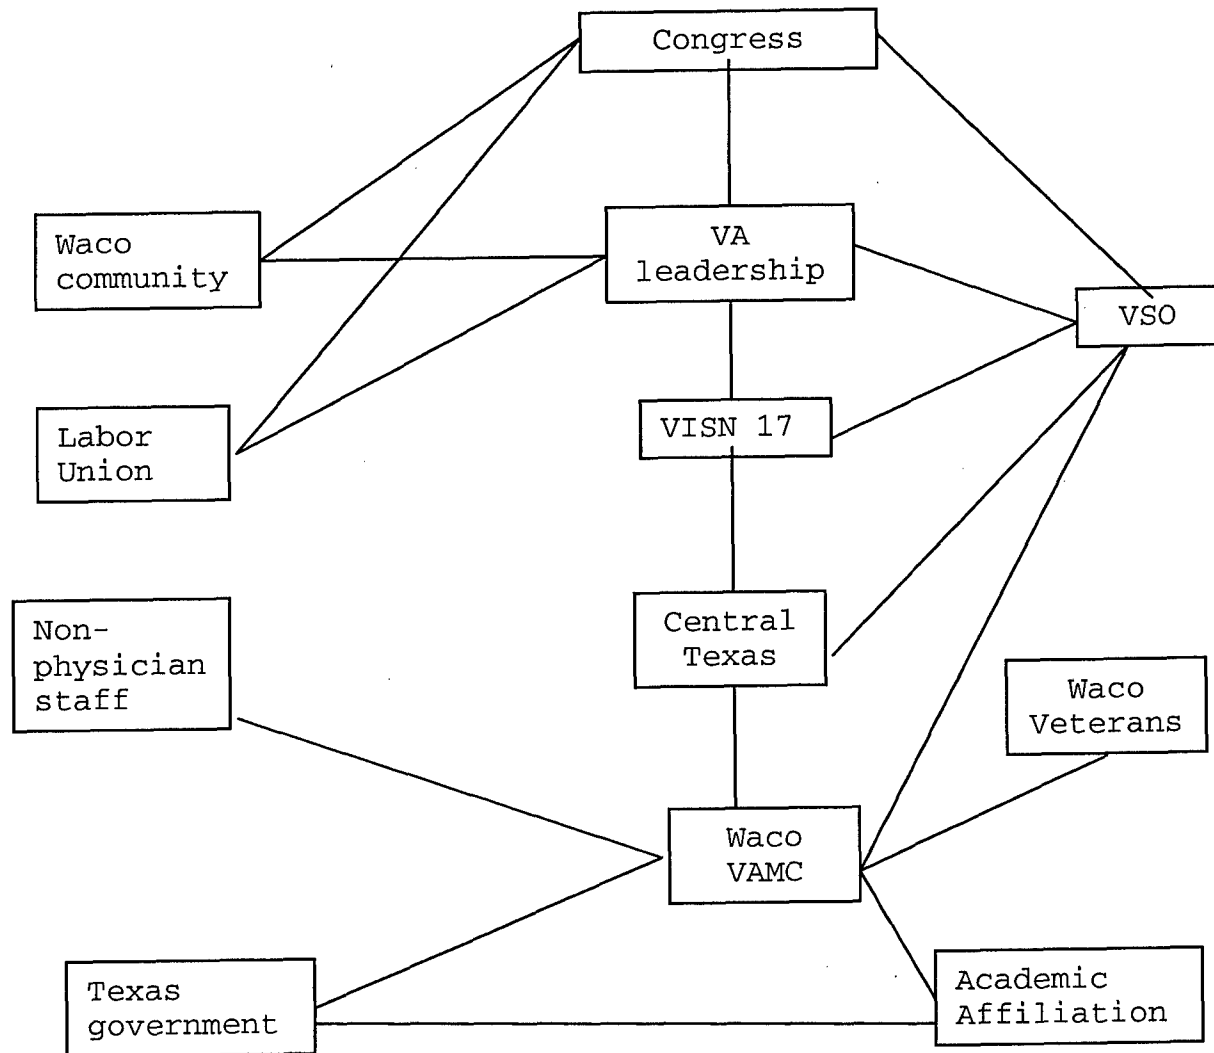 Congress
Waco
community
VA
leadership
VSO
Labor
Union
VISN 17
Non-
physician
staff
Central
Texas
Waco
Veterans
Waco
VAMC
Texas
government
Academic
Affiliation